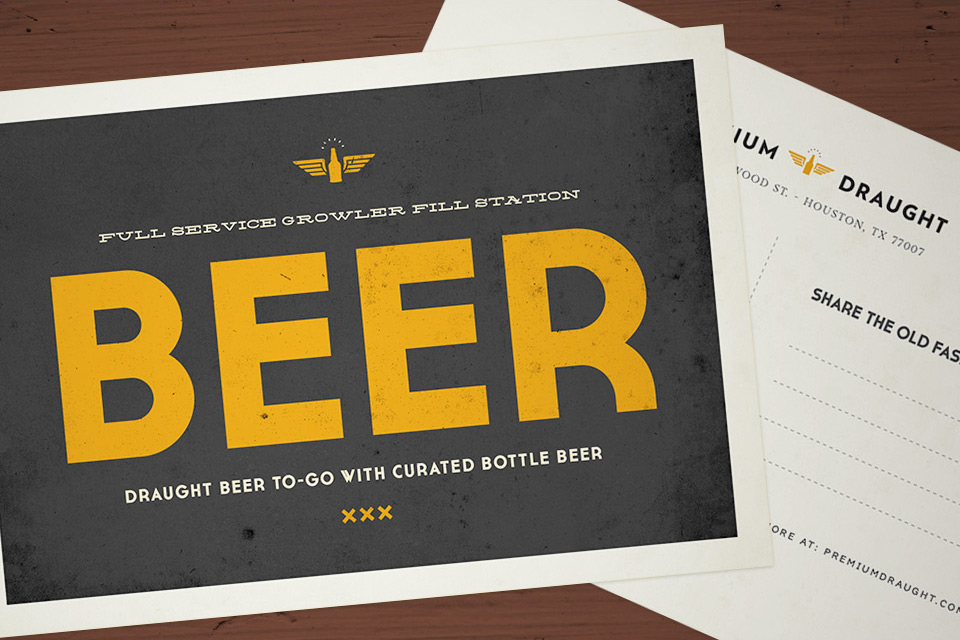 FULL SERVICE GROWLER FILL STATION
BEER
DRAUGHT BEER TO-GO WITH CURATED BOTTLE BEER
XXX
IUM DRAUGHT
WOOD ST. - HOUSTON, TX 77007
SHARE THE OLD FAS
ORE AT: PREMIUMDRAUGHT.COM